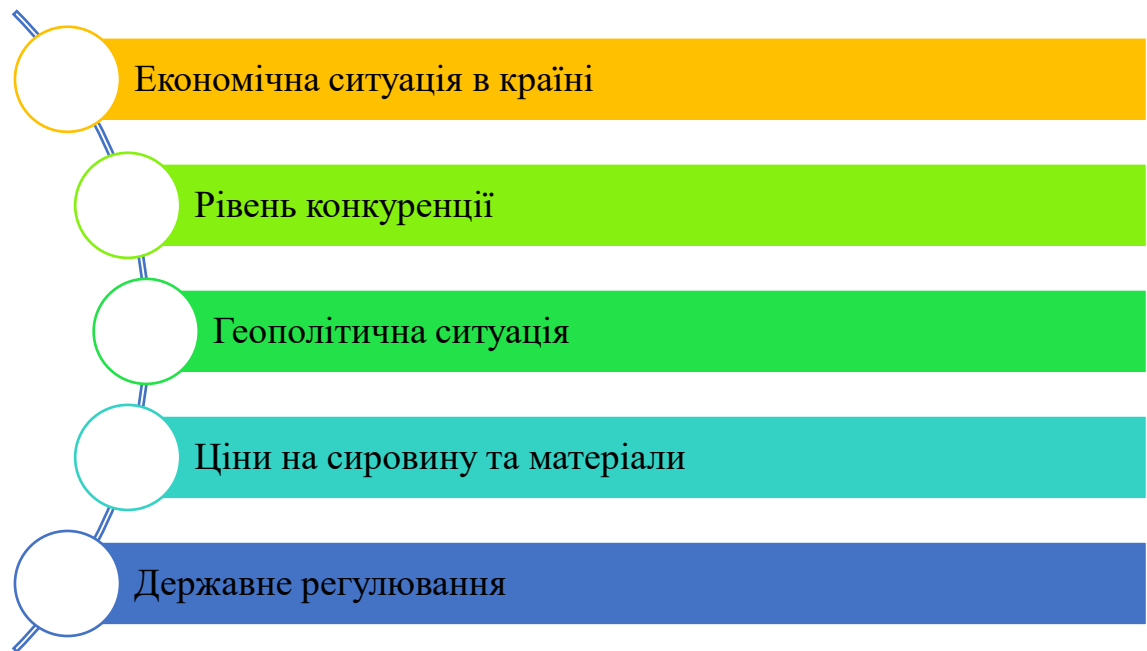 Економічна ситуація в країні
Рівень конкуренції
Геополітична ситуація
Ціни на сировину та матеріали
Державне регулювання